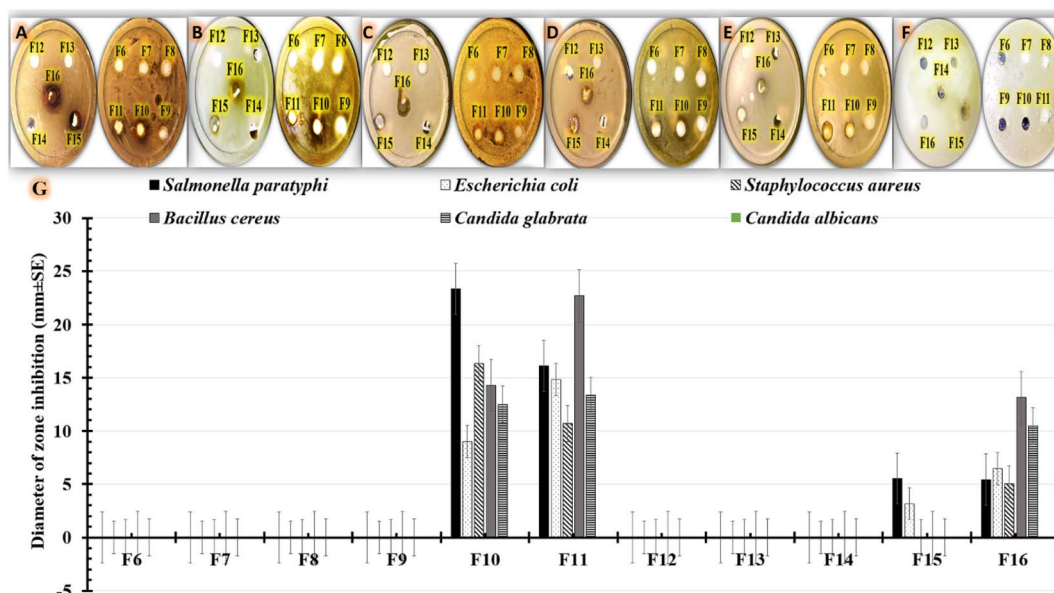 A B C D E F
F12 F13 F6 F7 F8 F12 F13 F6 F7 F8 F12 F13 F6 F7 F8 F12 F13 F6 F7 F8 F12 F13 F6 F7 F8 F12 F13 F6 F7 F8
F16 F16 F16 F16 F16 F14
F11 F10 F9 F15 F14 F11 F10 F9 F11 F10 F9 F11 F10 F9 F11 F10 F9 F9 F10 F11
F14 F15 F15 F14 F15 F14 F15 F14 F16 F15
G
Salmonella paratyphi Escherichia coli Staphylococcus aureus
Bacillus cereus Candida glabrata Candida albicans
Diameter of zone inhibition (mm±SE)
30
25
20
15
10
5
0
-5
F6 F7 F8 F9 F10 F11 F12 F13 F14 F15 F16